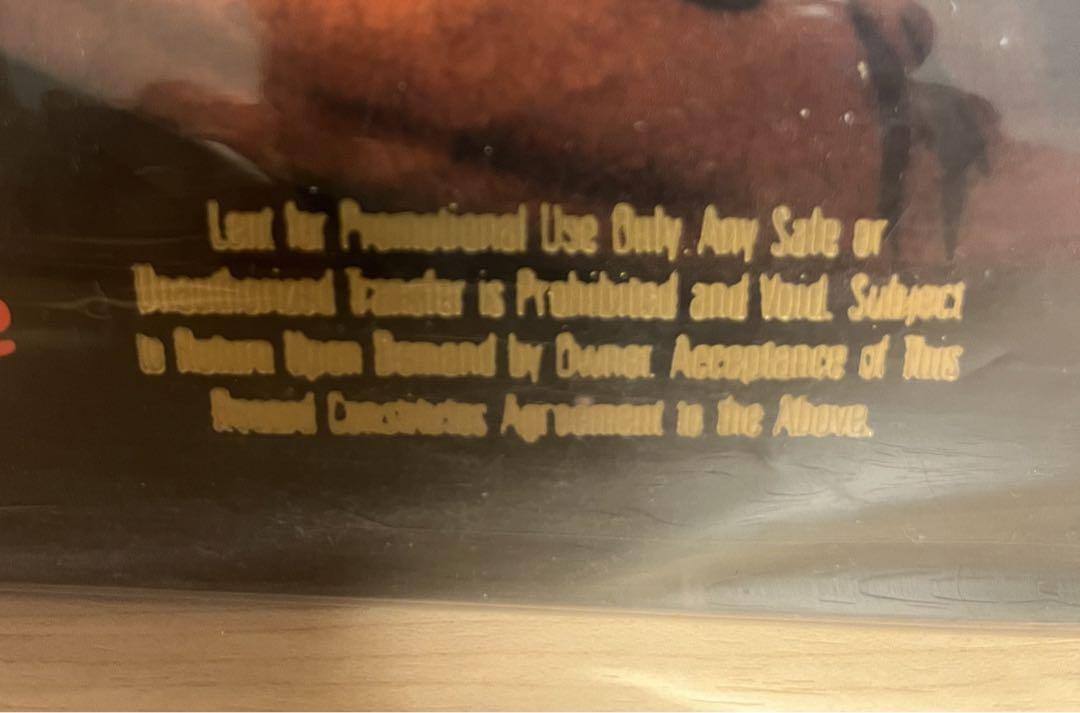 Lent for Promotional Use Only. Any Sale or
Unauthorized Transfer is Prohibited and Void. Subject
to Return Upon Demand by Owner. Acceptance of This
Record Constitutes Agreement to the Above.